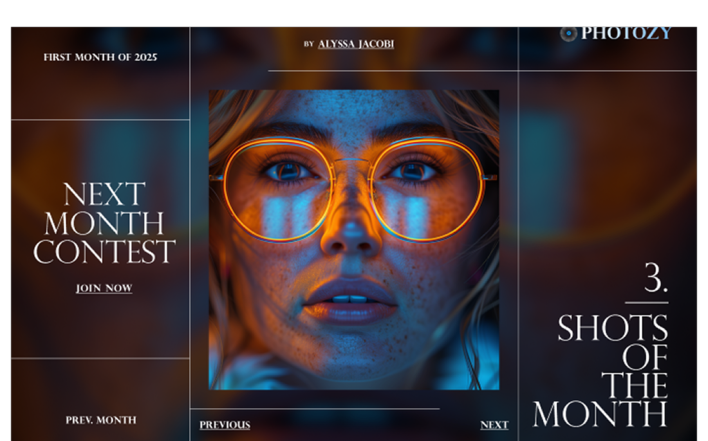 FIRST MONTH OF 2025
NEXT
MONTH
CONTEST
JOIN NOW
PREV. MONTH
BY ALYSSA JACOBI
PREVIOUS
NEXT
PHOTOZY
3.
SHOTS
OF
THE
MONTH